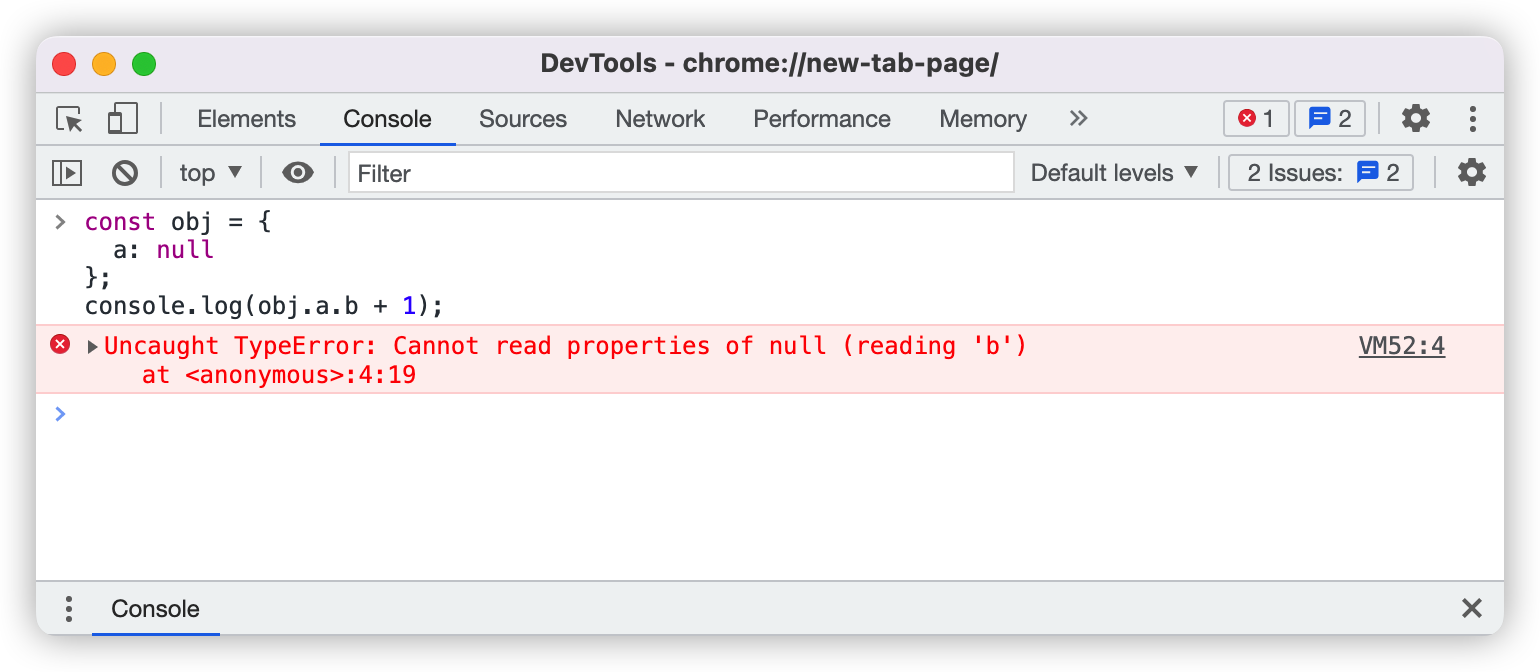 DevTools - chrome://new-tab-page/
Elements Console Sources Network Performance Memory » 1 2
top ▼ Filter Default levels ▼ 2 Issues: 2
> const obj = {
a: null
};
console.log(obj.a.b + 1);
▶Uncaught TypeError: Cannot read properties of null (reading 'b') VM52:4
at <anonymous>:4:19
>
Console